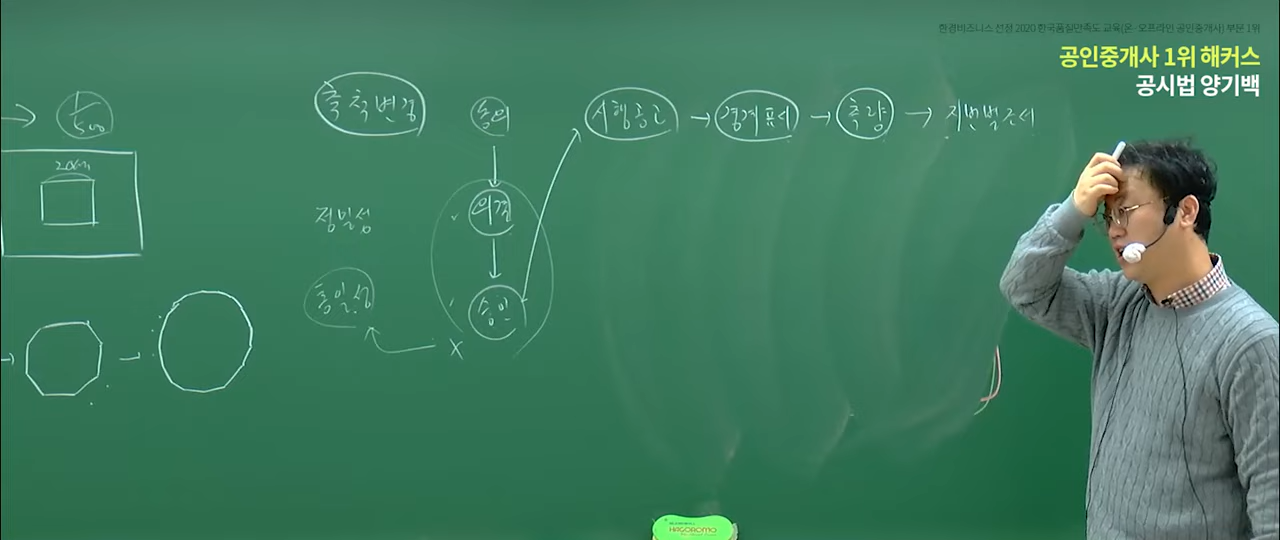 한경비즈니스 선정 2020 한국품질만족도 교육(온·오프라인 공인중개사) 부문 1위
공인중개사 1위 해커스
공시법 양기백
→ 1/500
20cm
축척변경
동의
시행공고 → 경계표시 → 측량 → 지번별조서
정밀성
의결
통일성
승인
X
HAGOROMO